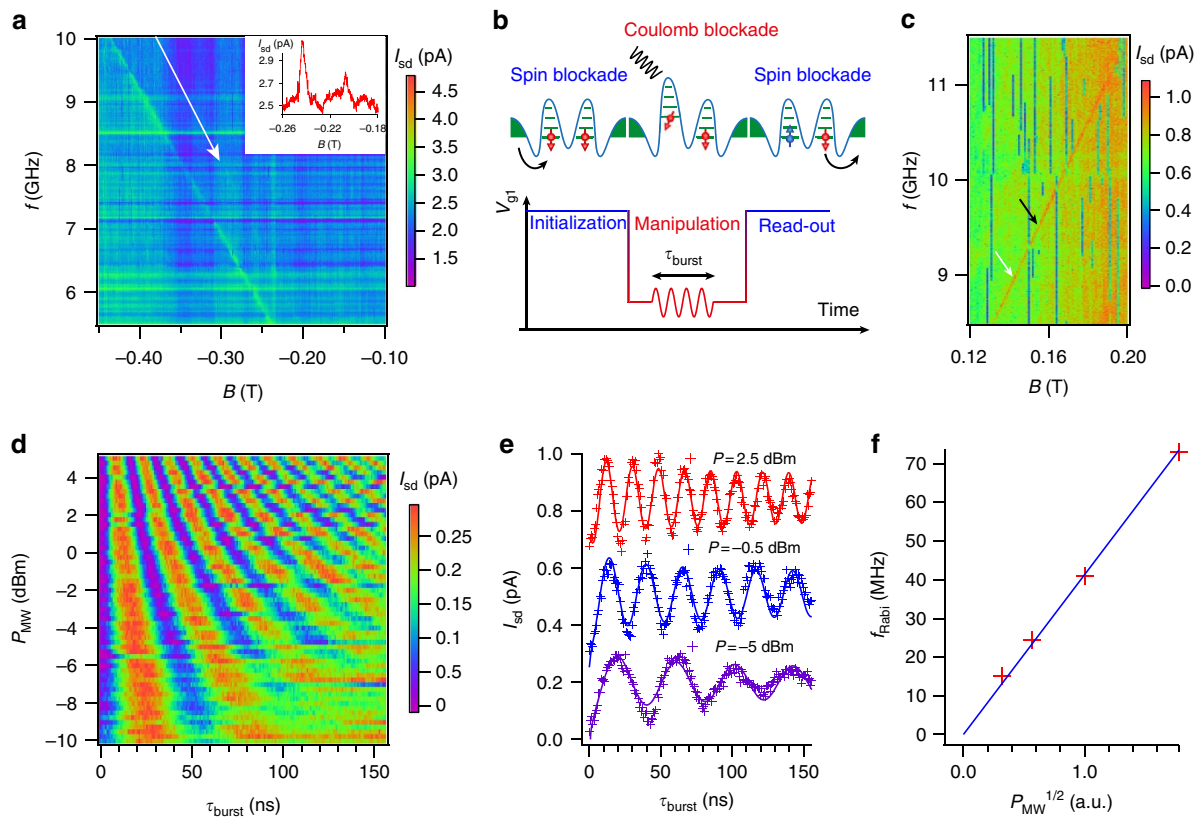 a
10
9
8
7
6
f (GHz)
−0.40
−0.30
−0.20
−0.10
B (T)
I_sd (pA)
2.9
2.7
2.5
−0.26
−0.22
−0.18
B (T)
I_sd (pA)
4.5
4.0
3.5
3.0
2.5
2.0
1.5
b
Coulomb blockade
Spin blockade
Spin blockade
V_g1
Initialization
Manipulation
Read-out
τ_burst
Time
c
11
10
9
f (GHz)
0.12
0.16
0.20
B (T)
I_sd (pA)
1.0
0.8
0.6
0.4
0.2
0.0
d
4
2
0
−2
−4
−6
−8
−10
P_MW (dBm)
0
50
100
150
τ_burst (ns)
I_sd (pA)
0.25
0.20
0.15
0.10
0.25
0
e
1.0
0.8
0.6
0.4
0.2
0.0
I_sd (pA)
P = 2.5 dBm
P = −0.5 dBm
P = −5 dBm
0
50
100
150
τ_burst (ns)
f
70
60
50
40
30
20
10
0
f_Rabi (MHz)
0.0
1.0
P_MW^1/2 (a.u.)